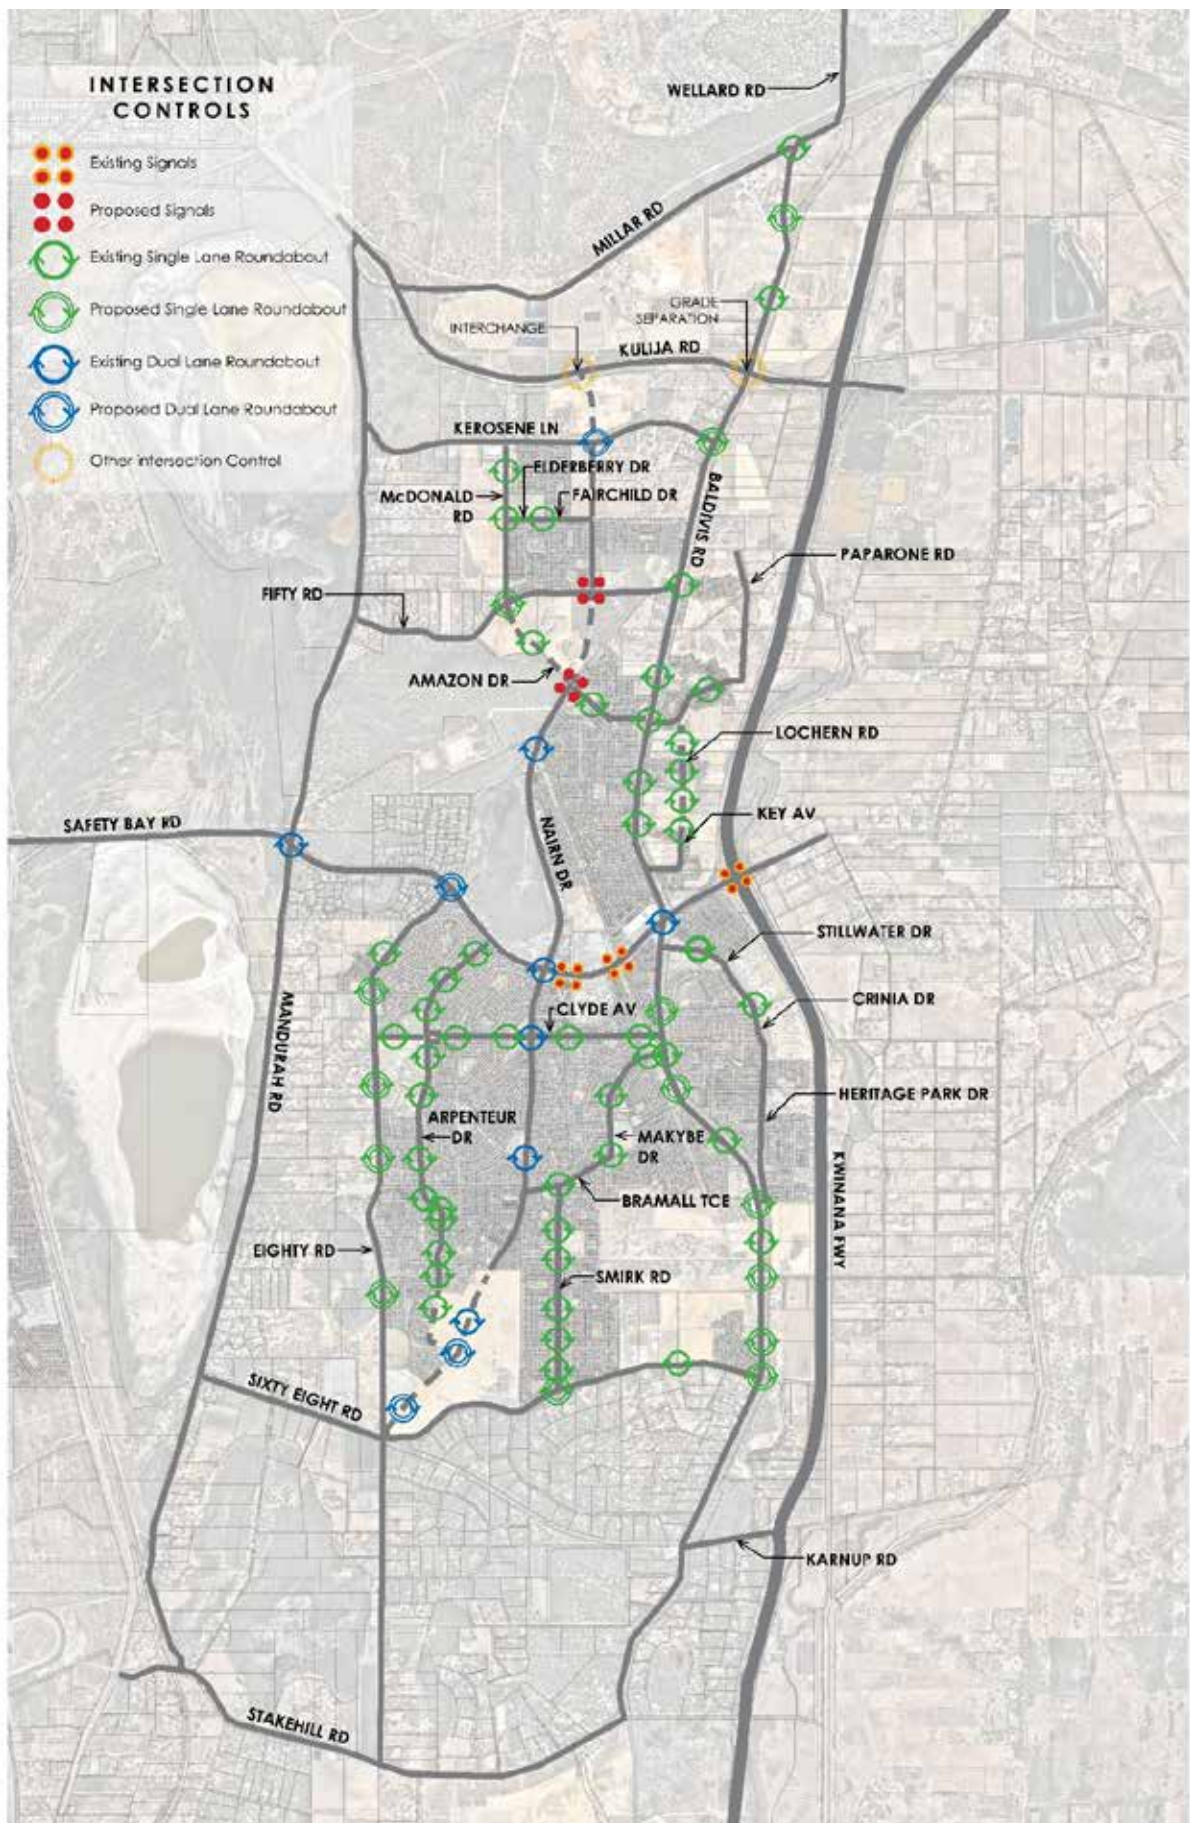 INTERSECTION
CONTROLS
Existing Signals
Proposed Signals
Existing Single Lane Roundabout
Proposed Single Lane Roundabout
Existing Dual Lane Roundabout
Proposed Dual Lane Roundabout
Other intersection Control
WELLARD RD
MILLAR RD
GRADE
SEPARATION
INTERCHANGE
KULIJA RD
KEROSENE LN
ELDERBERRY DR
McDONALD
RD
FAIRCHILD DR
BALDIVIS RD
PAPARONE RD
FIFTY RD
AMAZON DR
LOCHERN RD
KEY AV
SAFETY BAY RD
NAIRN DR
STILLWATER DR
CRINIA DR
CLYDE AV
MANDURAH RD
HERITAGE PARK DR
ARPENTEUR
DR
MAKYBE
DR
BRAMALL TCE
KWINANA FWY
EIGHTY RD
SMIRK RD
SIXTY EIGHT RD
KARNUP RD
STAKEHILL RD